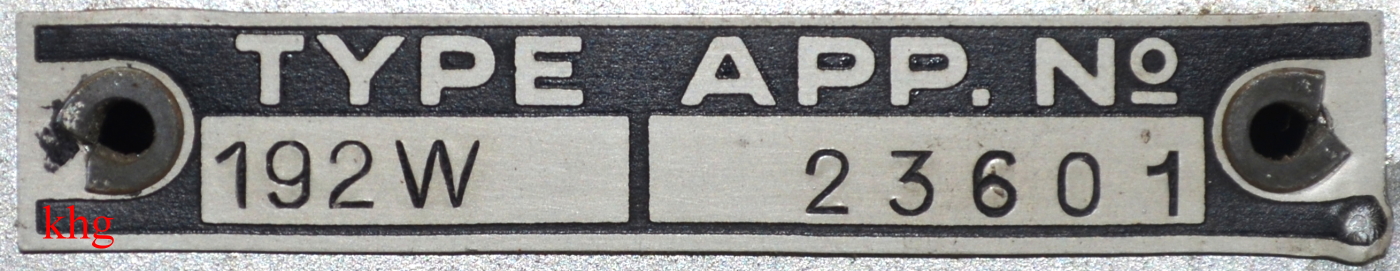 TYPE APP. Nº
192W 23601
khg